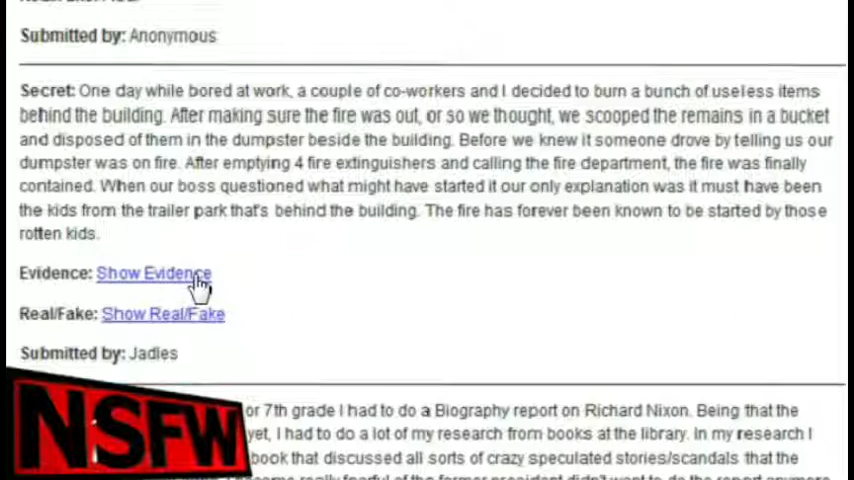 Submitted by: Anonymous
Secret: One day while bored at work, a couple of co-workers and I decided to burn a bunch of useless items
behind the building. After making sure the fire was out, or so we thought, we scooped the remains in a bucket
and disposed of them in the dumpster beside the building. Before we knew it someone drove by telling us our
dumpster was on fire. After emptying 4 fire extinguishers and calling the fire department, the fire was finally
contained. When our boss questioned what might have started it our only explanation was it must have been
the kids from the trailer park that's behind the building. The fire has forever been known to be started by those
rotten kids.
Evidence: Show Evidence
Real/Fake: Show Real/Fake
Submitted by: Jadles
or 7th grade I had to do a Biography report on Richard Nixon. Being that the
yet, I had to do a lot of my research from books at the library. In my research I
book that discussed all sorts of crazy speculated stories/scandals that the
NSFW